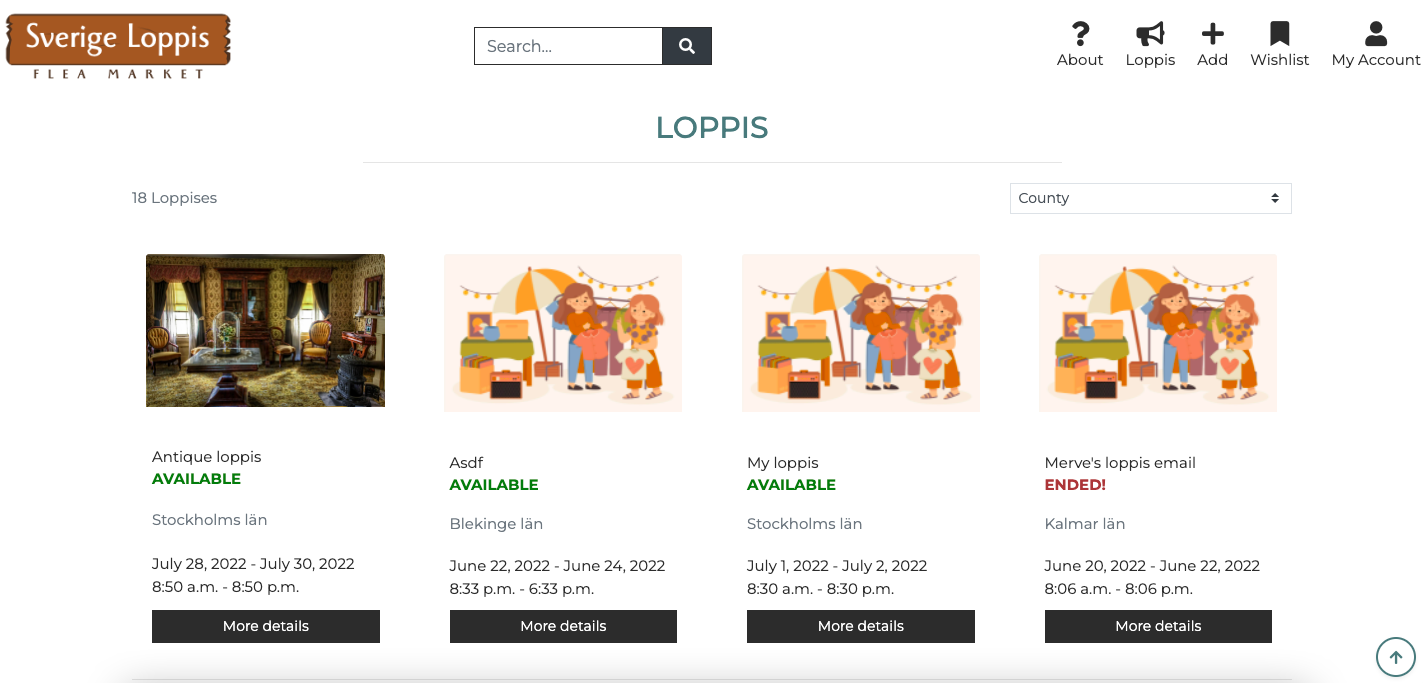 Sverige Loppis
FLEA MARKET
Search...
About
Loppis
Add
Wishlist
My Account
LOPPIS
18 Loppises
County
Antique loppis
AVAILABLE
Stockholms län
July 28, 2022 - July 30, 2022
8:50 a.m. - 8:50 p.m.
More details
Asdf
AVAILABLE
Blekinge län
June 22, 2022 - June 24, 2022
8:33 p.m. - 6:33 p.m.
More details
My loppis
AVAILABLE
Stockholms län
July 1, 2022 - July 2, 2022
8:30 a.m. - 8:30 p.m.
More details
Merve's loppis email
ENDED!
Kalmar län
June 20, 2022 - June 22, 2022
8:06 a.m. - 8:06 p.m.
More details